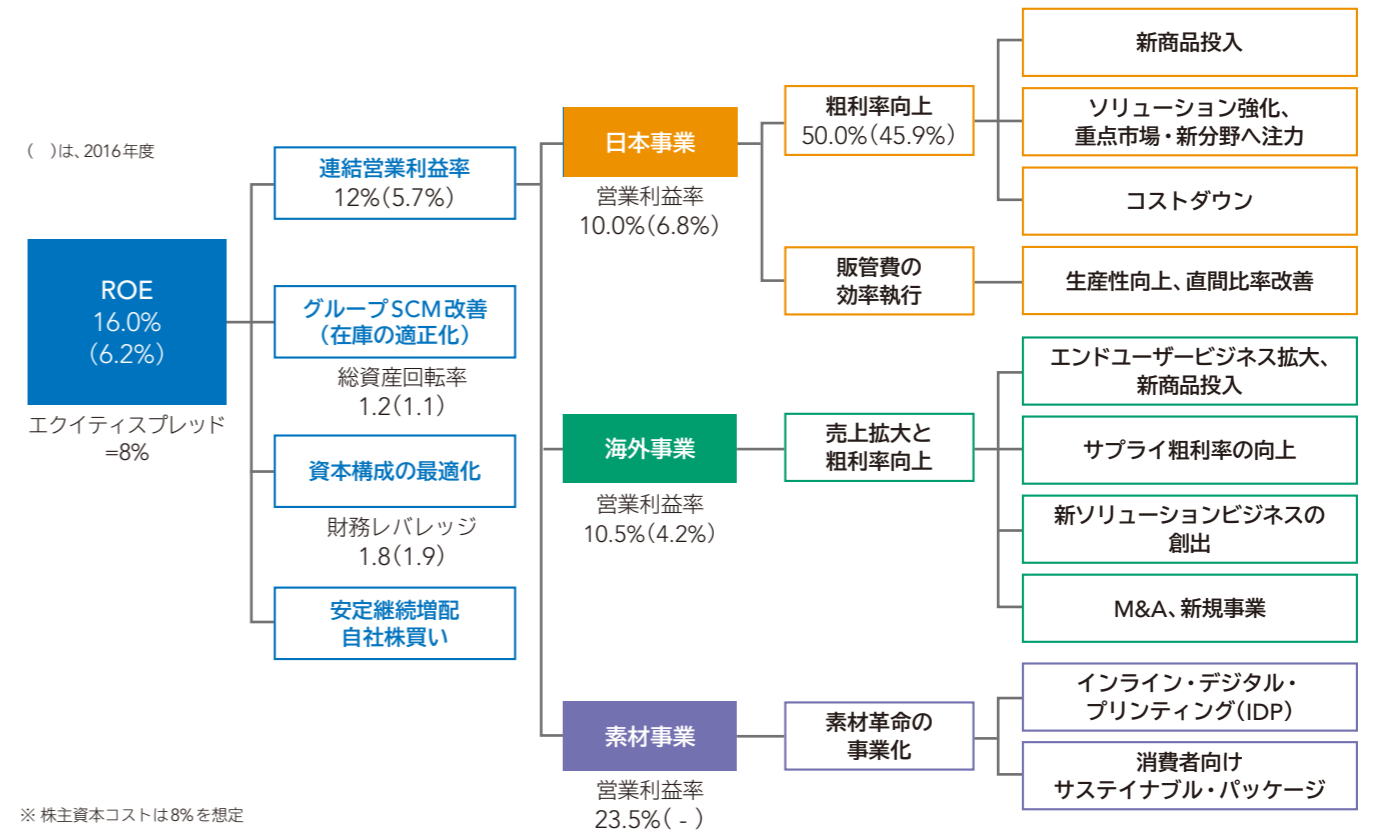 (　)は、2016年度
ROE
16.0%
(6.2%)
エクイティスプレッド
=8%
連結営業利益率
12%(5.7%)
グループSCM改善
(在庫の適正化)
総資産回転率
1.2(1.1)
資本構成の最適化
財務レバレッジ
1.8(1.9)
安定継続増配
自社株買い
日本事業
営業利益率
10.0%(6.8%)
粗利率向上
50.0%(45.9%)
新商品投入
ソリューション強化、
重点市場・新分野へ注力
コストダウン
販管費の
効率執行
生産性向上、直間比率改善
海外事業
営業利益率
10.5%(4.2%)
売上拡大と
粗利率向上
エンドユーザービジネス拡大、
新商品投入
サプライ粗利率の向上
新ソリューションビジネスの
創出
M&A、新規事業
素材事業
営業利益率
23.5%( - )
素材革命の
事業化
インライン・デジタル・
プリンティング(IDP)
消費者向け
サステイナブル・パッケージ
※ 株主資本コストは8%を想定